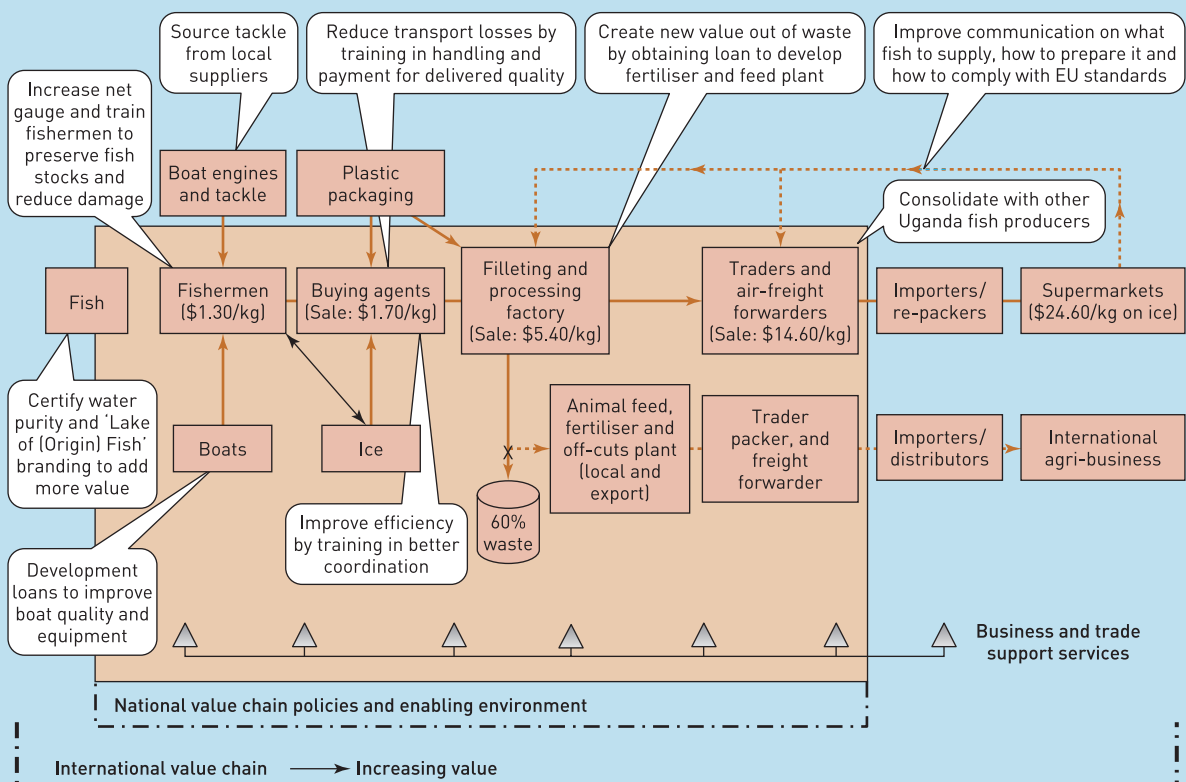 Source tackle
from local
suppliers
Reduce transport losses by
training in handling and
payment for delivered quality
Create new value out of waste
by obtaining loan to develop
fertiliser and feed plant
Improve communication on what
fish to supply, how to prepare it and
how to comply with EU standards
Increase net
gauge and train
fishermen to
preserve fish
stocks and
reduce damage
Boat engines
and tackle
Plastic
packaging
Consolidate with other
Uganda fish producers
Fish
Fishermen
($1.30/kg)
Buying agents
(Sale: $1.70/kg)
Filleting and
processing
factory
(Sale: $5.40/kg)
Traders and
air-freight
forwarders
(Sale: $14.60/kg)
Importers/
re-packers
Supermarkets
($24.60/kg on ice)
Certify water
purity and ‘Lake
of (Origin) Fish’
branding to add
more value
Boats
Ice
X
Animal feed,
fertiliser and
off-cuts plant
(local and
export)
Trader
packer, and
freight
forwarder
Importers/
distributors
International
agri-business
60%
waste
Improve efficiency
by training in better
coordination
Development
loans to improve
boat quality and
equipment
Business and trade
support services
National value chain policies and enabling environment
International value chain
Increasing value